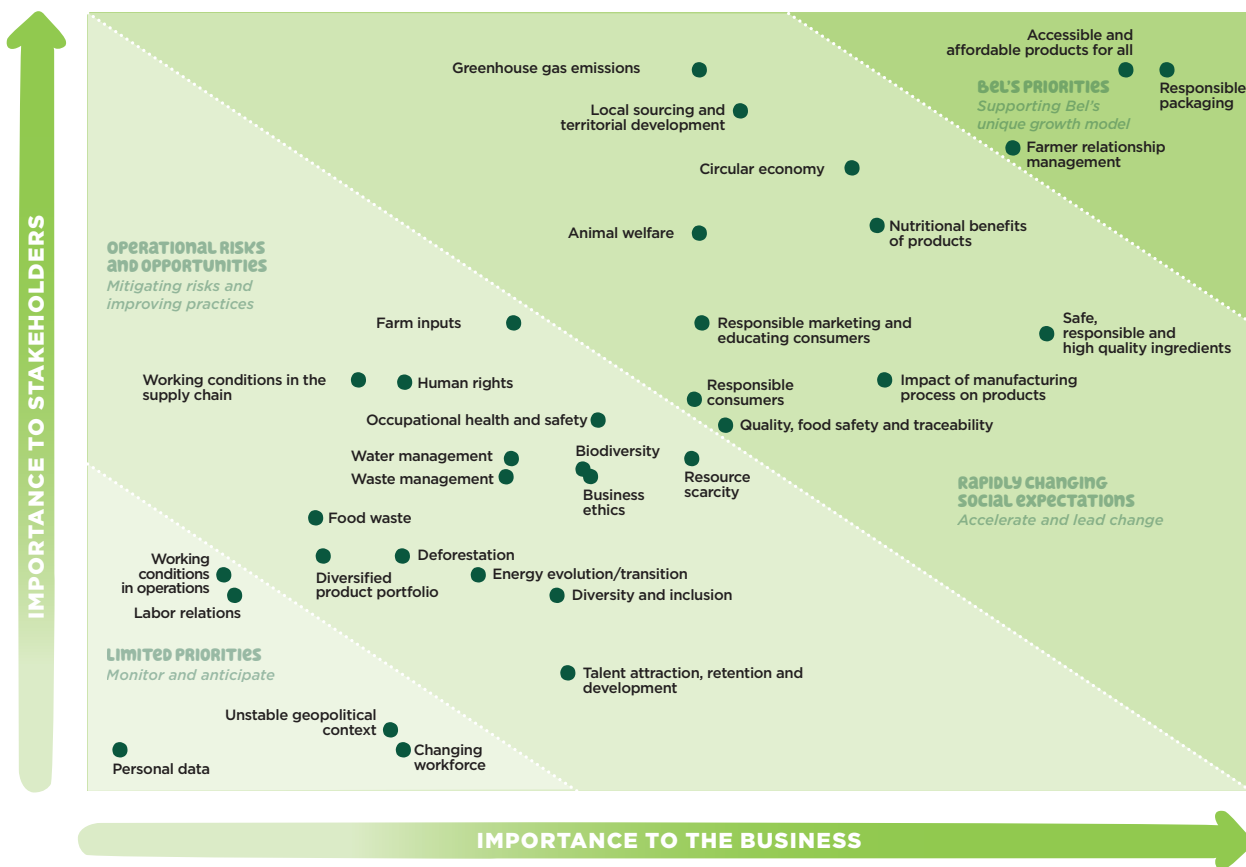 Accessible and
affordable products for all
Greenhouse gas emissions
BEL'S PRIORITIES
Supporting Bel's
unique growth model
Responsible
packaging
Local sourcing and
territorial development
Farmer relationship
management
Circular economy
Nutritional benefits
of products
Animal welfare
OPERATIONAL RISKS
AND OPPORTUNITIES
Mitigating risks and
improving practices
IMPORTANCE TO STAKEHOLDERS
Farm inputs
Responsible marketing and
educating consumers
Safe,
responsible and
high quality ingredients
Working conditions in the
supply chain
Human rights
Responsible
consumers
Impact of manufacturing
process on products
Occupational health and safety
Quality, food safety and traceability
Water management
Waste management
Biodiversity
Business
ethics
Resource
scarcity
RAPIDLY CHANGING
SOCIAL EXPECTATIONS
Accelerate and lead change
Food waste
Working
conditions
in operations
Labor relations
Diversified
product portfolio
Deforestation
Energy evolution/transition
Diversity and inclusion
LIMITED PRIORITIES
Monitor and anticipate
Talent attraction, retention and
development
Unstable geopolitical
context
Changing
workforce
Personal data
IMPORTANCE TO THE BUSINESS